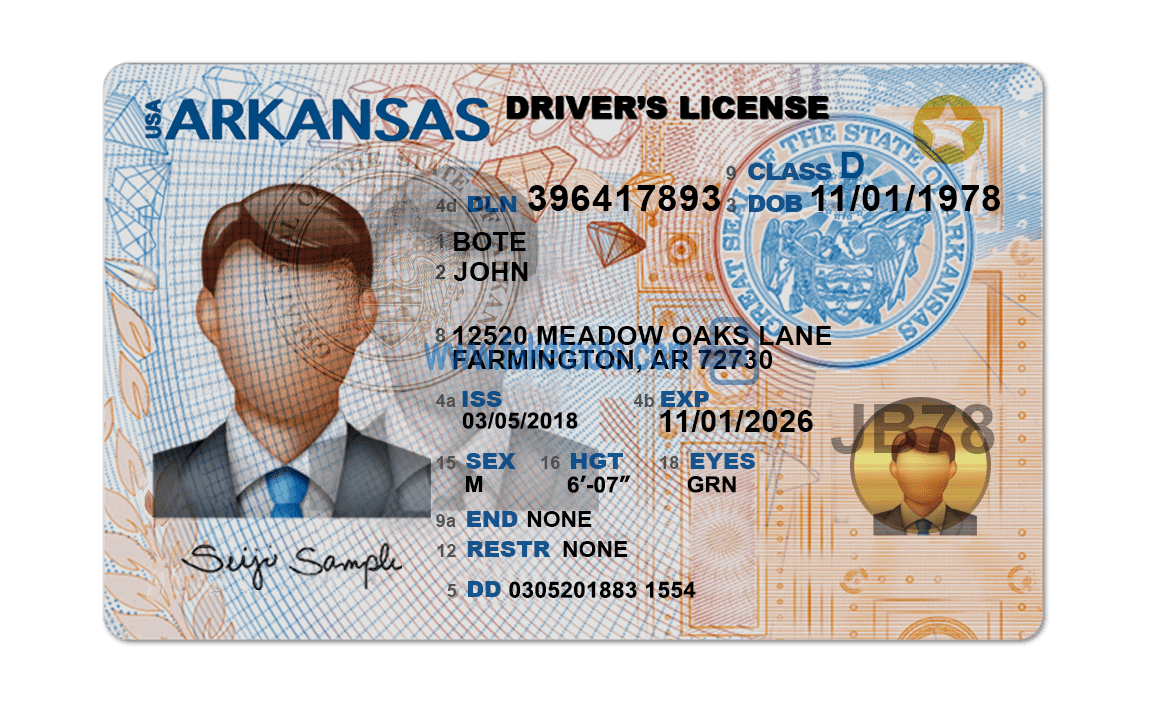 USA ARKANSAS DRIVER'S LICENSE
9 CLASS D
4d DLN 396417893 3 DOB 11/01/1978
1 BOTE
2 JOHN
8 12520 MEADOW OAKS LANE
FARMINGTON, AR 72730
4a ISS 4b EXP
03/05/2018 11/01/2026
JB78
15 SEX 16 HGT 18 EYES
M 6′-07″ GRN
9a END NONE
12 RESTR NONE
5 DD 0305201883 1554
Seiju Sample
GREAT SEAL OF THE STATE OF ARKANSAS